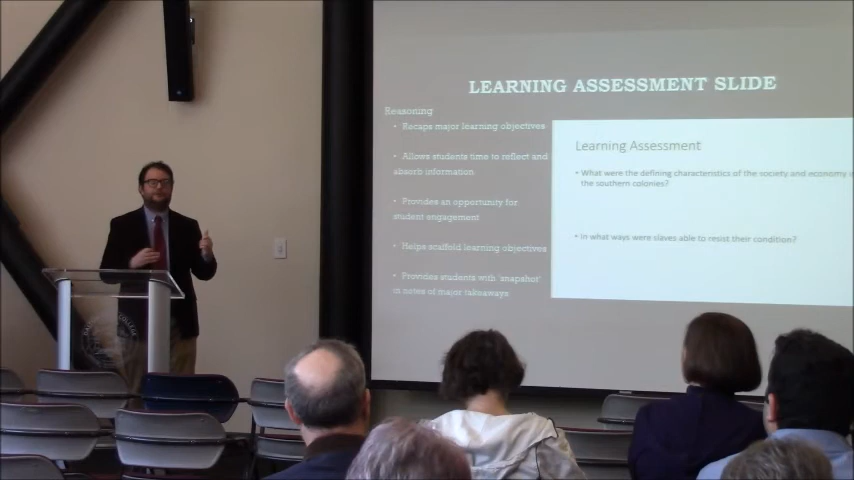 LEARNING ASSESSMENT SLIDE
Reasoning
• Recaps major learning objectives
• Allows students time to reflect and
absorb information
• Provides an opportunity for
student engagement
• Helps scaffold learning objectives
• Provides students with 'snapshot'
in notes of major takeaways
Learning Assessment
• What were the defining characteristics of the society and economy
the southern colonies?
• In what ways were slaves able to resist their condition?